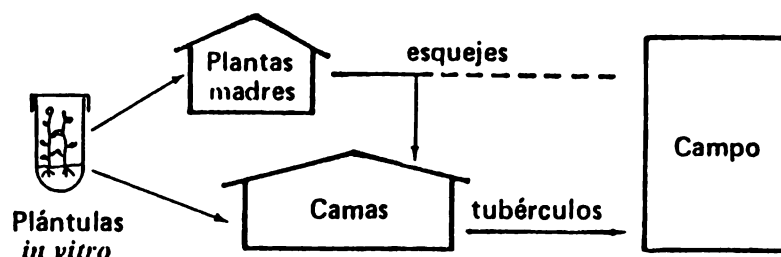 Plantas
madres
esquejes
Campo
Camas
tubérculos
Plántulas
in vitro